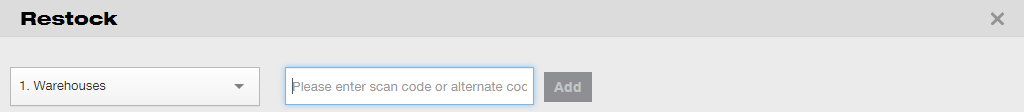 Restock
1. Warehouses
Please enter scan code or alternate coc
Add